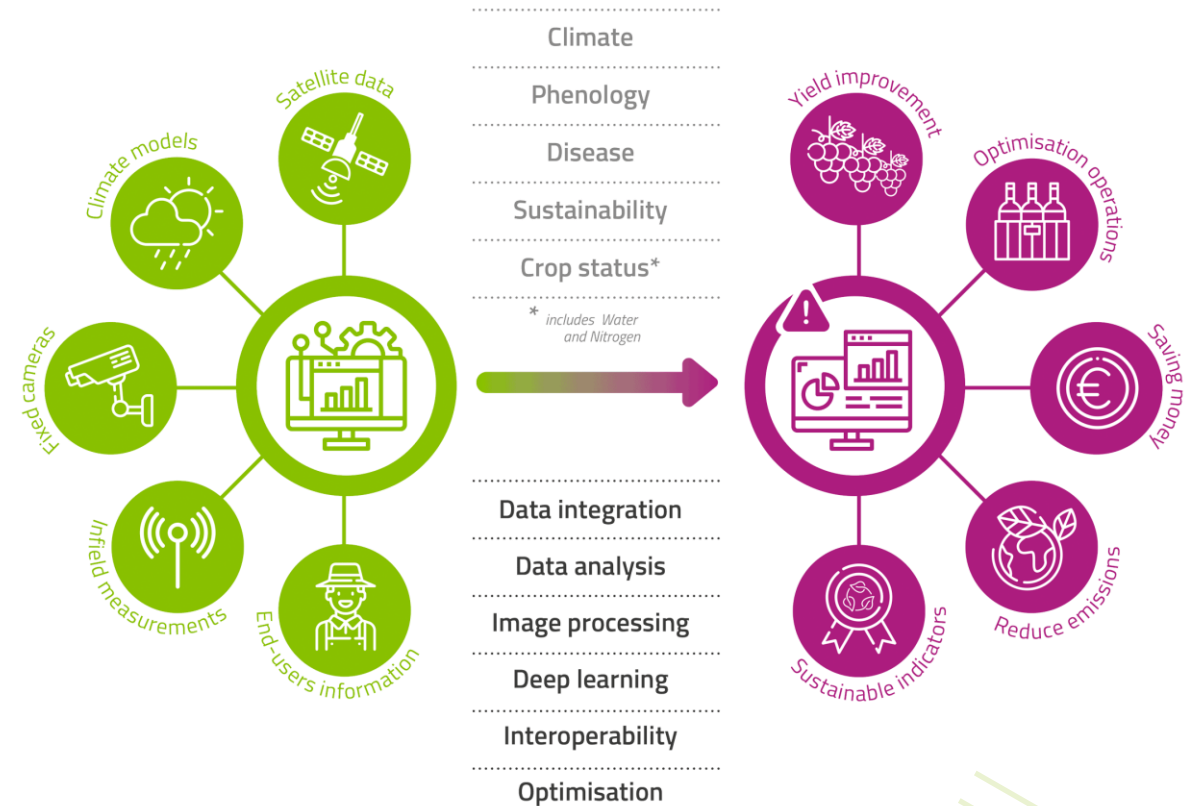 Satellite data
Climate models
Fixed cameras
Infield measurements
End-users information
Climate
Phenology
Disease
Sustainability
Crop status*
* includes Water
and Nitrogen
Data integration
Data analysis
Image processing
Deep learning
Interoperability
Optimisation
!
Yield improvement
Optimisation operations
€
Saving money
Reduce emissions
Sustainable indicators